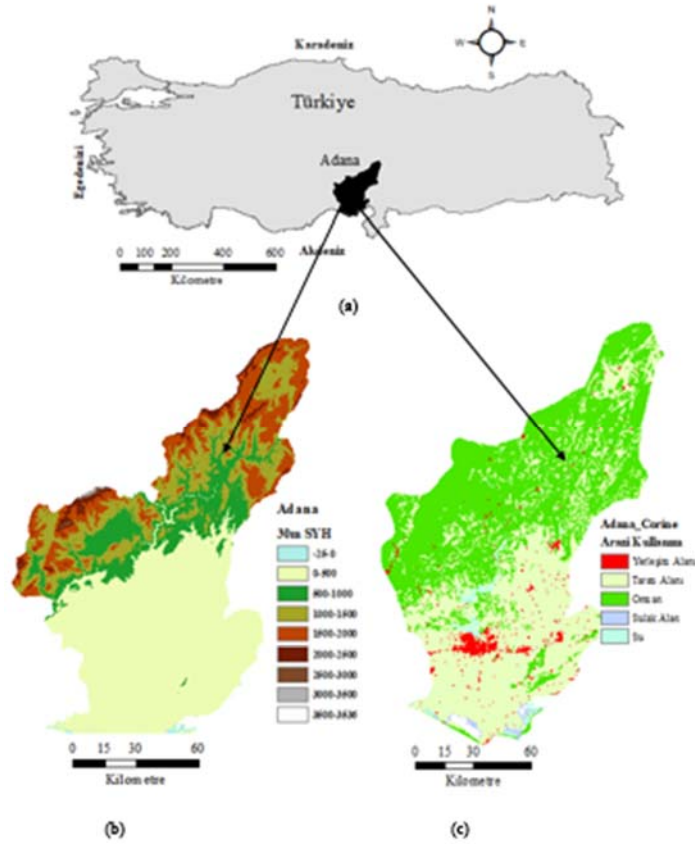 N
W E
S
Karadeniz
Türkiye
Egedenizi
Adana
Akdeniz
0 100 200 400 600
Kilometre
(a)
Adana
30m SYH
-26-0
0-500
500-1000
1000-1500
1500-2000
2000-2500
2500-3000
3000-3500
0 15 30 60
Kilometre
(b)
Adana_Corine
Arazi Kullanımı
Yerleşim Alanı
Tarım Alanı
Orman
Sulak Alan
Su
0 15 30 60
Kilometre
(c)